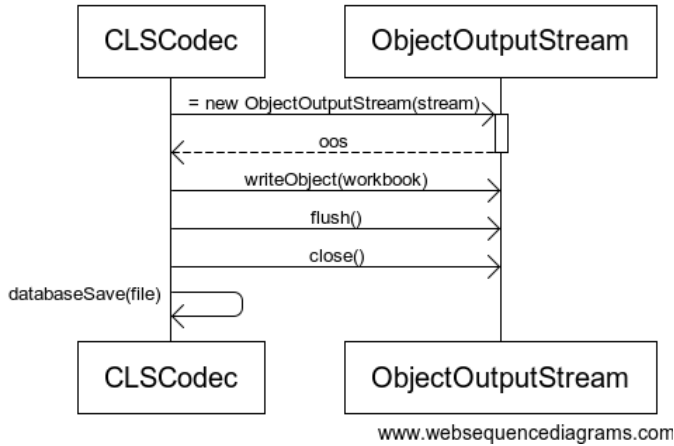 CLSCodec
ObjectOutputStream
= new ObjectOutputStream(stream)
oos
writeObject(workbook)
flush()
close()
databaseSave(file)
CLSCodec
ObjectOutputStream
www.websequencediagrams.com